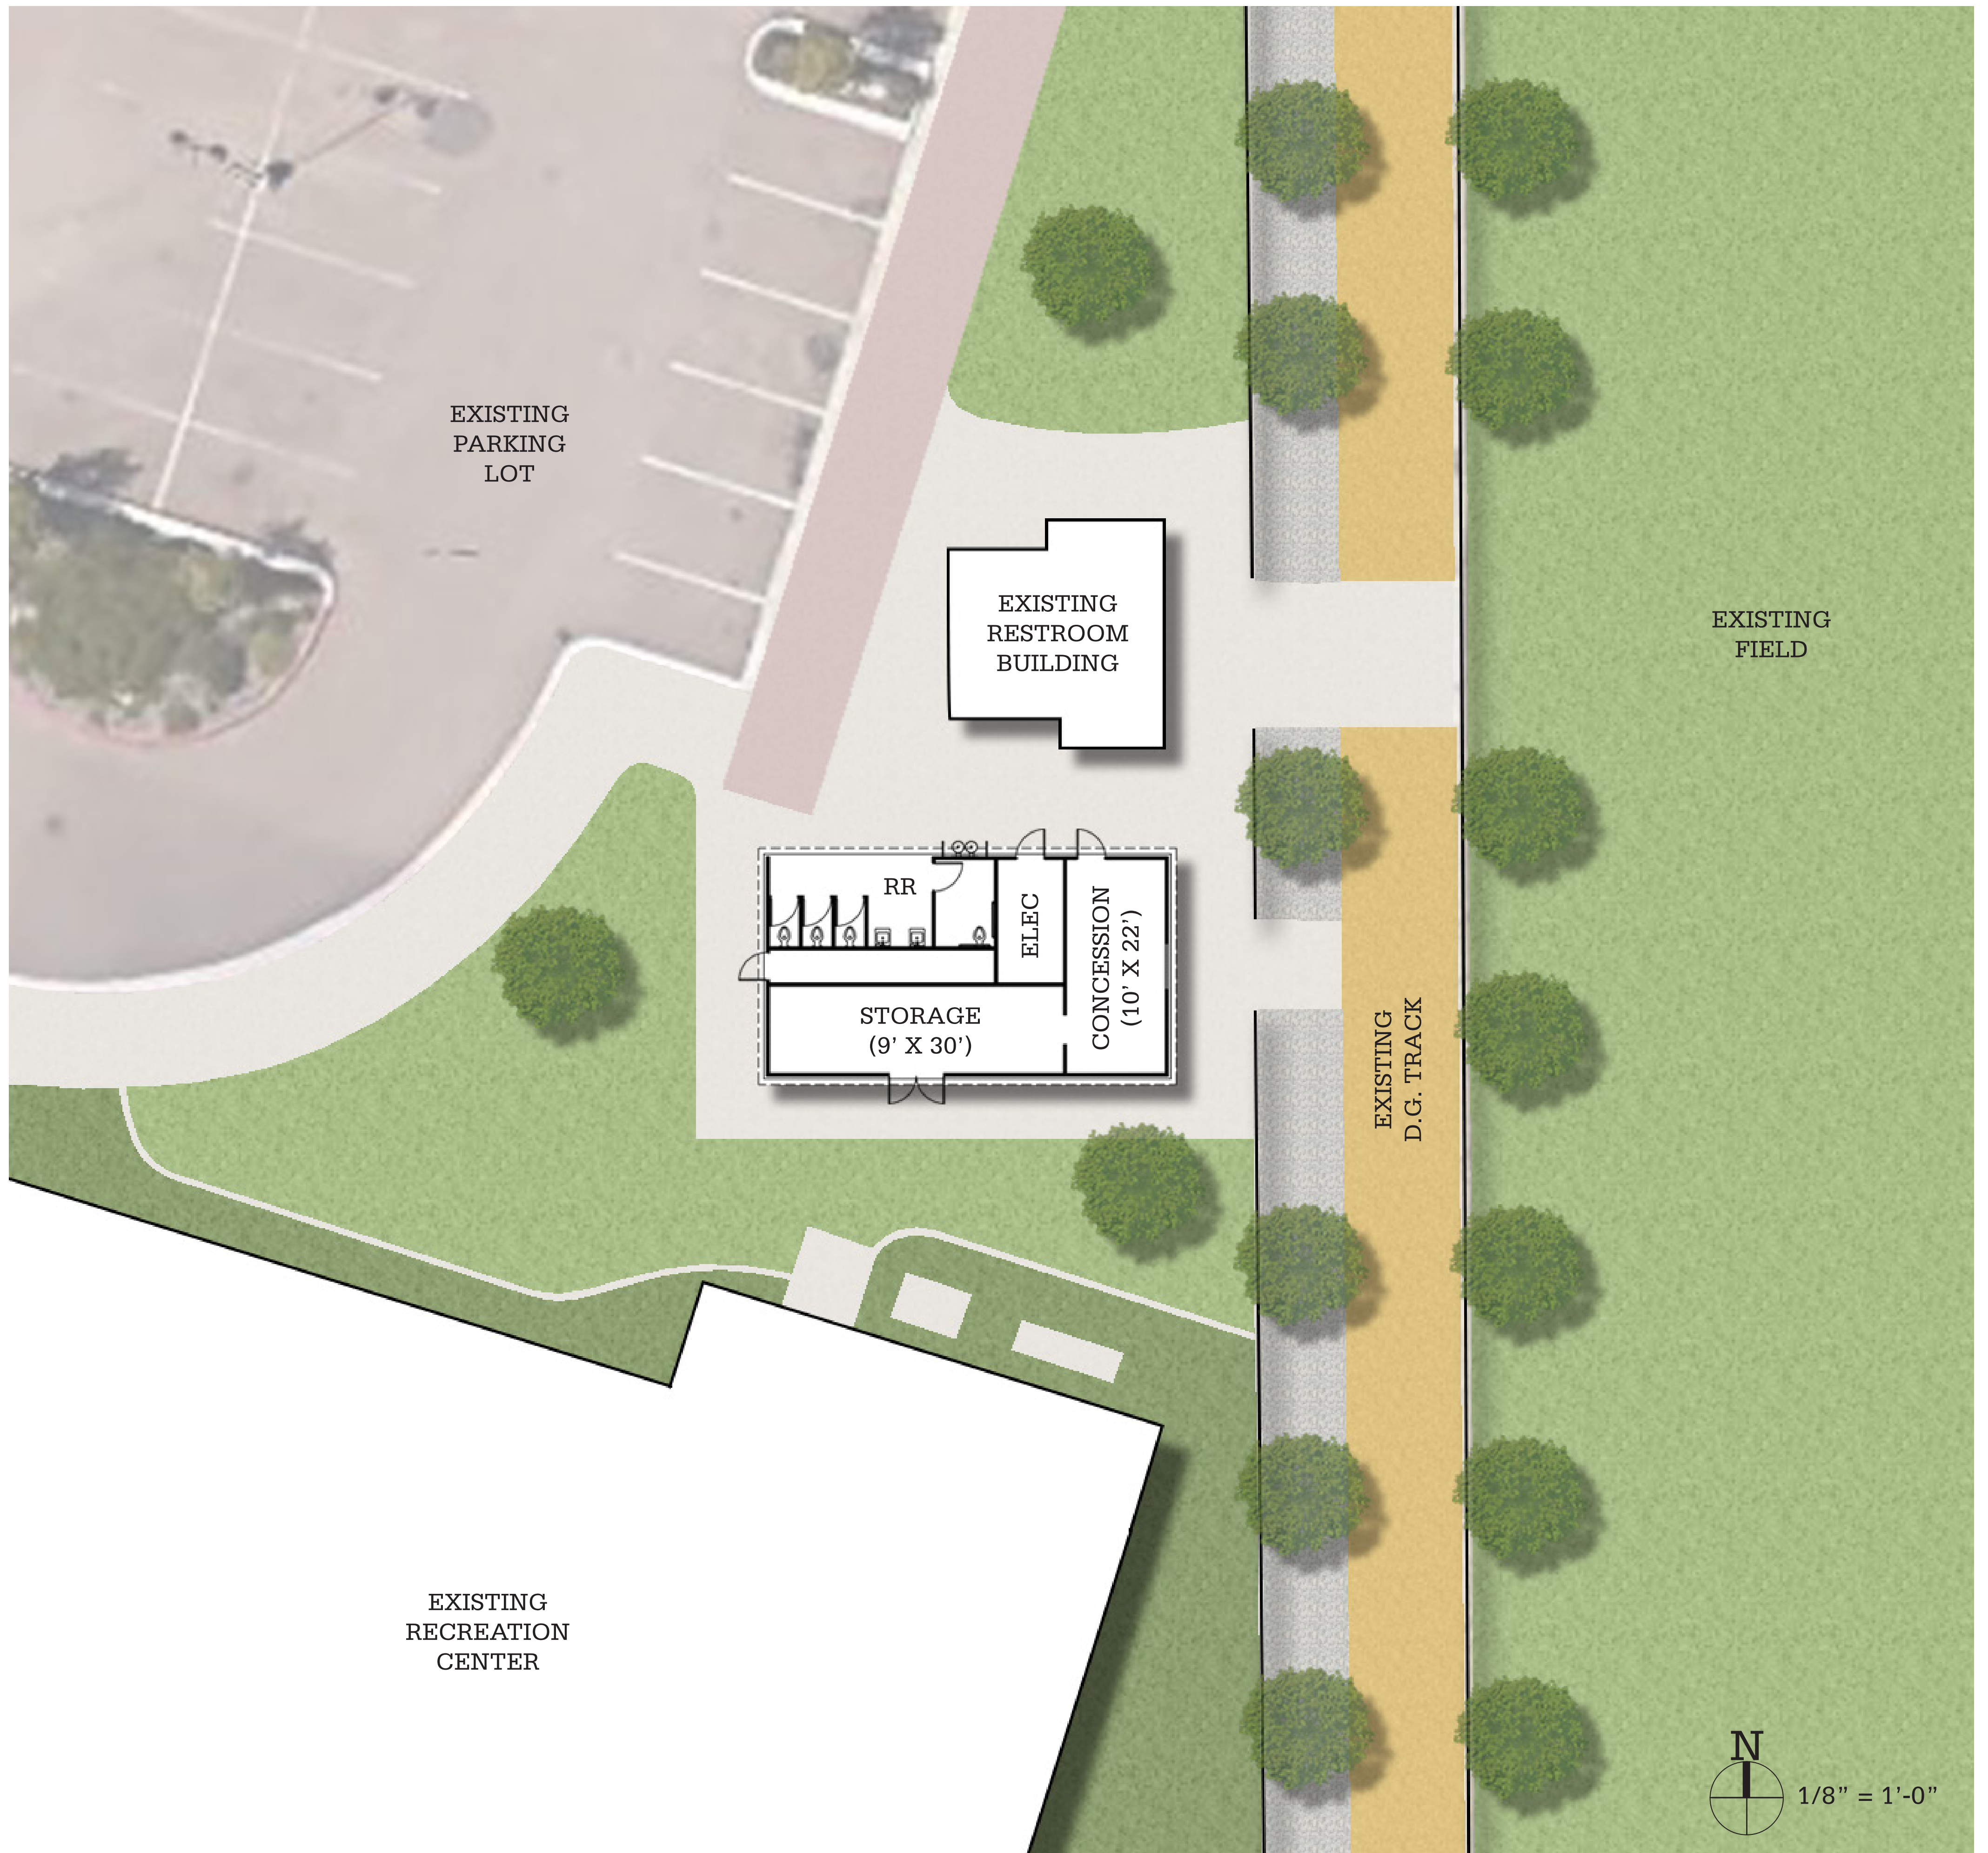 EXISTING
PARKING
LOT
EXISTING
RESTROOM
BUILDING
EXISTING
FIELD
RR
ELEC
CONCESSION
(10’ X 22’)
STORAGE
(9’ X 30’)
EXISTING
D.G. TRACK
EXISTING
RECREATION
CENTER
N
1/8” = 1’-0”